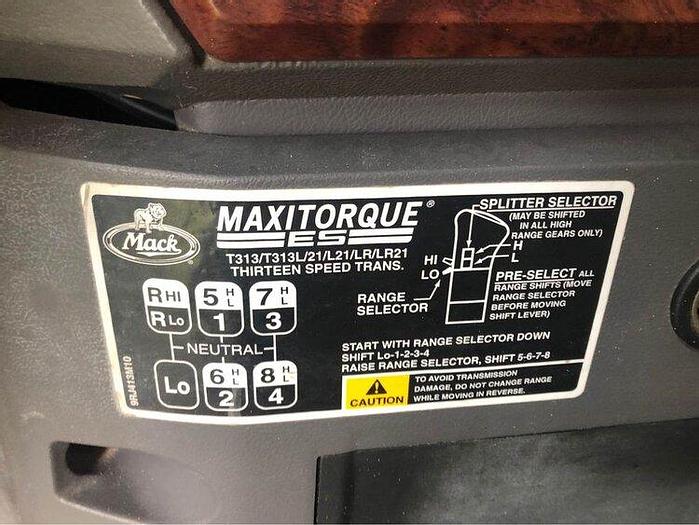 Mack
MAXITORQUE®
ES
T313/T313L/21/L21/LR/LR21
THIRTEEN SPEED TRANS.
R HI
R Lo
5 H L
1
7 H L
3
NEUTRAL
Lo
6 H L
2
8 H L
4
9RJ413M10
SPLITTER SELECTOR
(MAY BE SHIFTED
IN ALL HIGH
RANGE GEARS ONLY)
H
L
HI
LO
RANGE
SELECTOR
PRE-SELECT ALL
RANGE SHIFTS (MOVE
RANGE SELECTOR
BEFORE MOVING
SHIFT LEVER)
START WITH RANGE SELECTOR DOWN
SHIFT Lo-1-2-3-4
RAISE RANGE SELECTOR, SHIFT 5-6-7-8
CAUTION
TO AVOID TRANSMISSION
DAMAGE, DO NOT CHANGE RANGE
WHILE MOVING IN REVERSE.